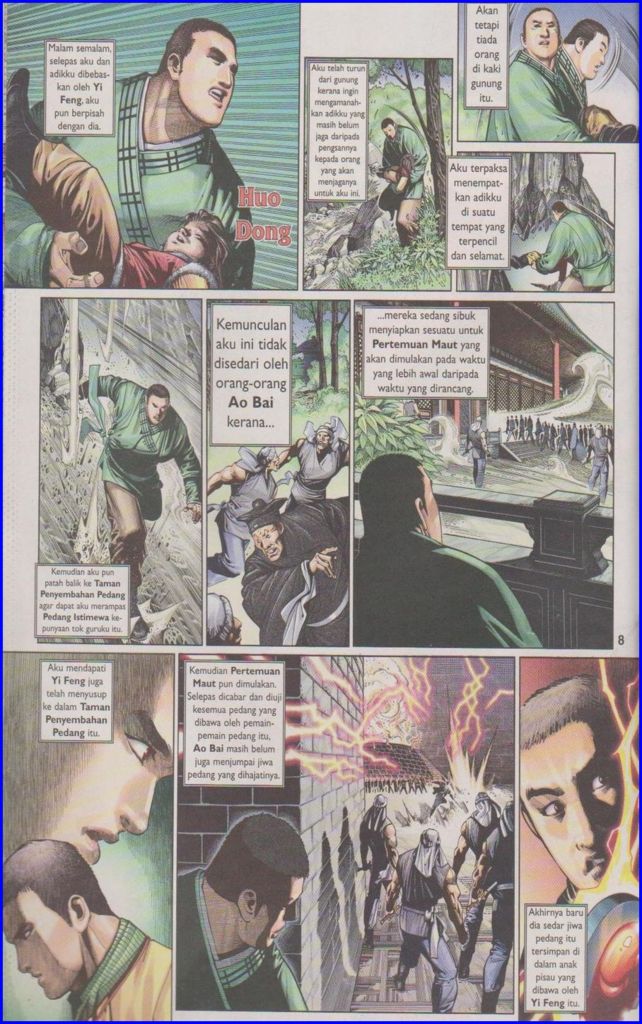 Malam semalam,
selepas aku dan
adikku dibebas-
kan oleh Yi
Feng, aku
pun berpisah
dengan dia.
Huo
Dong
Aku telah turun
dari gunung
kerana ingin
mengamanah-
kan adikku yang
masih belum
jaga daripada
pengsannya
kepada orang
yang akan
menjaganya
untuk aku ini.
Akan
tetapi
tiada
orang
di kaki
gunung
itu.
Aku terpaksa
menempat-
kan adikku
di suatu
tempat yang
terpencil
dan selamat.
Kemudian aku pun
patah balik ke Taman
Penyembahan Pedang
agar dapat aku merampas
Pedang Istimewa ke-
punyaan tok guruku itu.
Kemunculan
aku ini tidak
disedari oleh
orang-orang
Ao Bai
kerana...
...mereka sedang sibuk
menyiapkan sesuatu untuk
Pertemuan Maut yang
akan dimulakan pada waktu
yang lebih awal daripada
waktu yang dirancang.
8
Aku mendapati
Yi Feng juga
telah menyusup
ke dalam Taman
Penyembahan
Pedang itu.
Kemudian Pertemuan
Maut pun dimulakan.
Selepas dicabar dan diuji
kesemua pedang yang
dibawa oleh pemain-
pemain pedang itu,
Ao Bai masih belum
juga menjumpai jiwa
pedang yang dihajatinya.
Akhirnya baru
dia sedar jiwa
pedang itu
tersimpan di
dalam anak
pisau yang
dibawa oleh
Yi Feng itu.